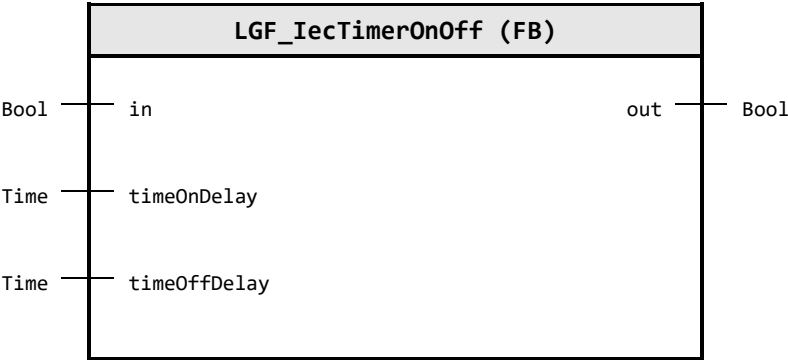 LGF_IecTimerOnOff (FB)
Bool in out Bool
Time timeOnDelay
Time timeOffDelay